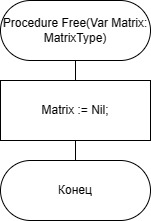 Procedure Free(Var Matrix:
MatrixType)
Matrix := Nil;
Конец